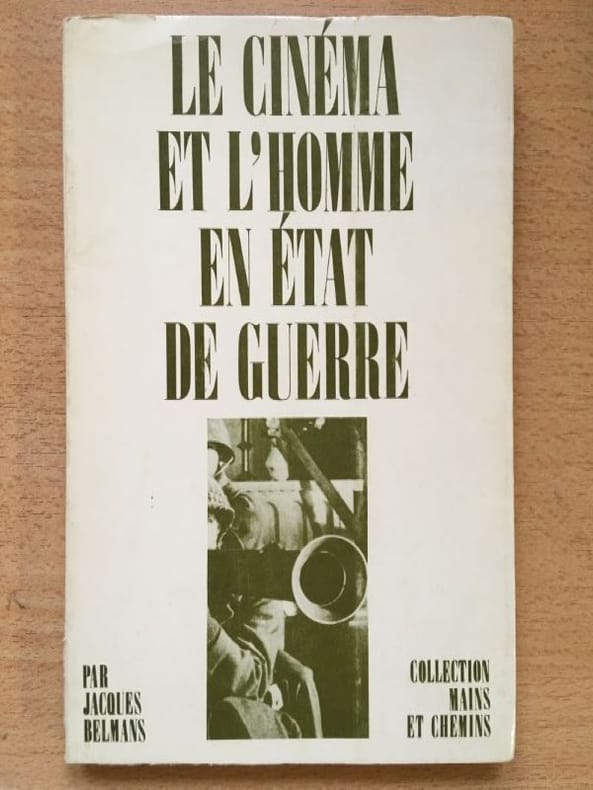 LE CINÉMA
ET L'HOMME
EN ÉTAT
DE GUERRE
PAR
JACQUES
BELMANS
COLLECTION
MAINS
ET CHEMINS